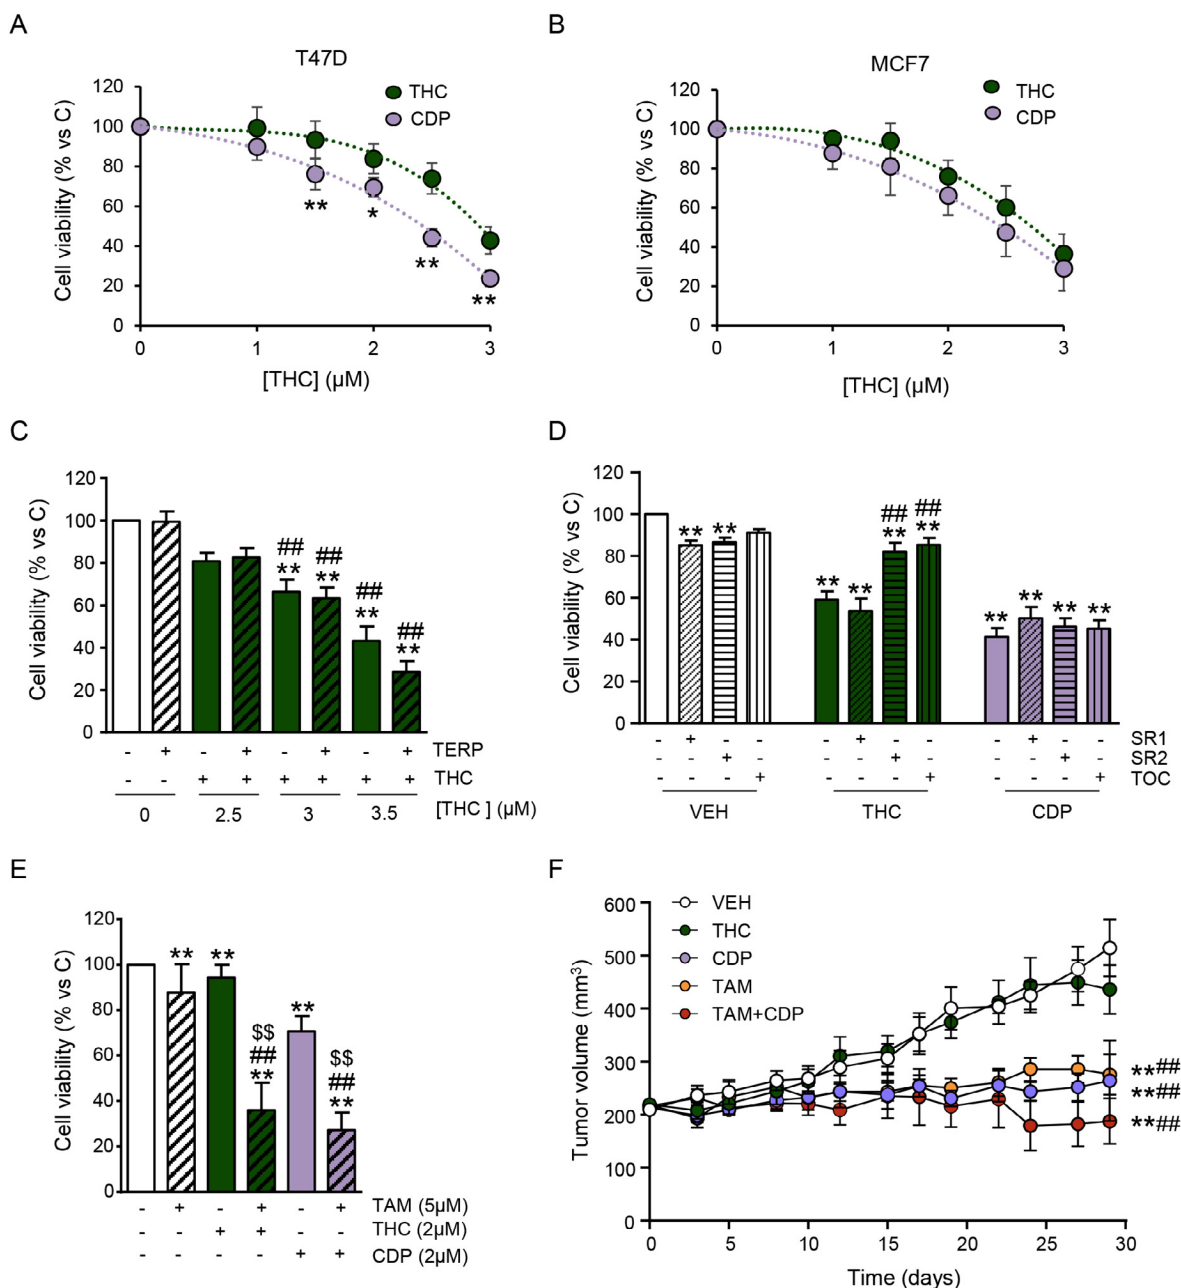 A
T47D
THC
CDP
Cell viability (% vs C)
120
100
80
60
40
20
0
**
*
**
**
0 1 2 3
[THC] (µM)
B
MCF7
THC
CDP
Cell viability (% vs C)
120
100
80
60
40
20
0
0 1 2 3
[THC] (µM)
C
Cell viability (% vs C)
120
100
80
60
40
20
0
## ## ## ##
** ** ** **
- + - + - + - + TERP
- - + + + + + + THC
0 2.5 3 3.5 [THC ] (µM)
D
Cell viability (% vs C)
120
100
80
60
40
20
0
## ##
** ** ** ** ** ** ** ** ** **
- + - - - + - - - + - - SR1
- - + - - - + - - - + - SR2
- - - + - - - + - - - + TOC
VEH THC CDP
E
Cell viability (% vs C)
120
100
80
60
40
20
0
$$ $$
## ##
** ** ** ** **
- + - + - + TAM (5µM)
- - + + - - THC (2µM)
- - - - + + CDP (2µM)
F
VEH
THC
CDP
TAM
TAM+CDP
Tumor volume (mm³)
600
500
400
300
200
100
0
**##
**##
**##
0 5 10 15 20 25 30
Time (days)